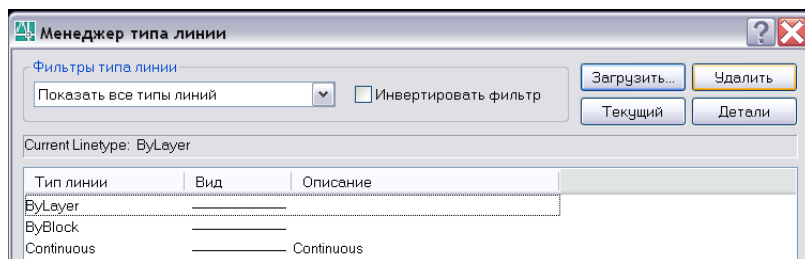 Менеджер типа линии
Фильтры типа линии
Показать все типы линий
Инвертировать фильтр
Загрузить...
Удалить
Текущий
Детали
Current Linetype: ByLayer
Тип линии Вид Описание
ByLayer
ByBlock
Continuous Continuous